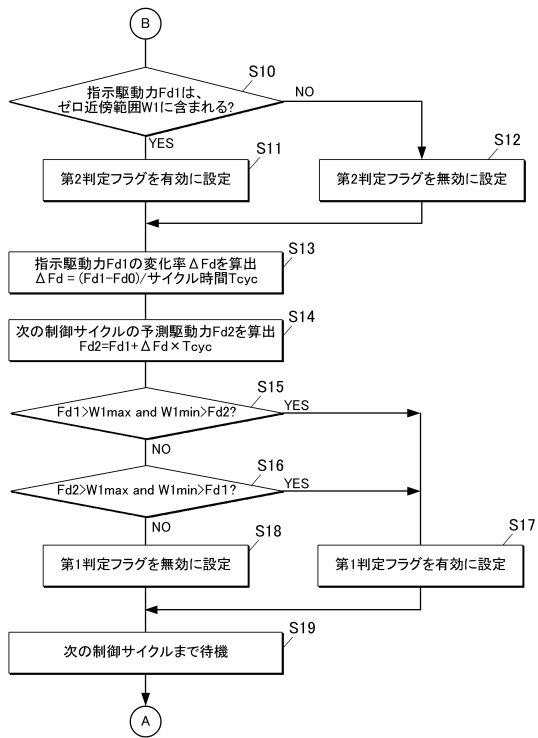 B
S10
指示駆動力Fd1は、
ゼロ近傍範囲W1に含まれる?
NO
YES
S11
第2判定フラグを有効に設定
S12
第2判定フラグを無効に設定
S13
指示駆動力Fd1の変化率ΔFdを算出
ΔFd = (Fd1-Fd0)/サイクル時間Tcyc
S14
次の制御サイクルの予測駆動力Fd2を算出
Fd2=Fd1+ΔFd×Tcyc
S15
Fd1>W1max and W1min>Fd2?
YES
NO
S16
Fd2>W1max and W1min>Fd1?
YES
NO
S18
第1判定フラグを無効に設定
S17
第1判定フラグを有効に設定
S19
次の制御サイクルまで待機
A